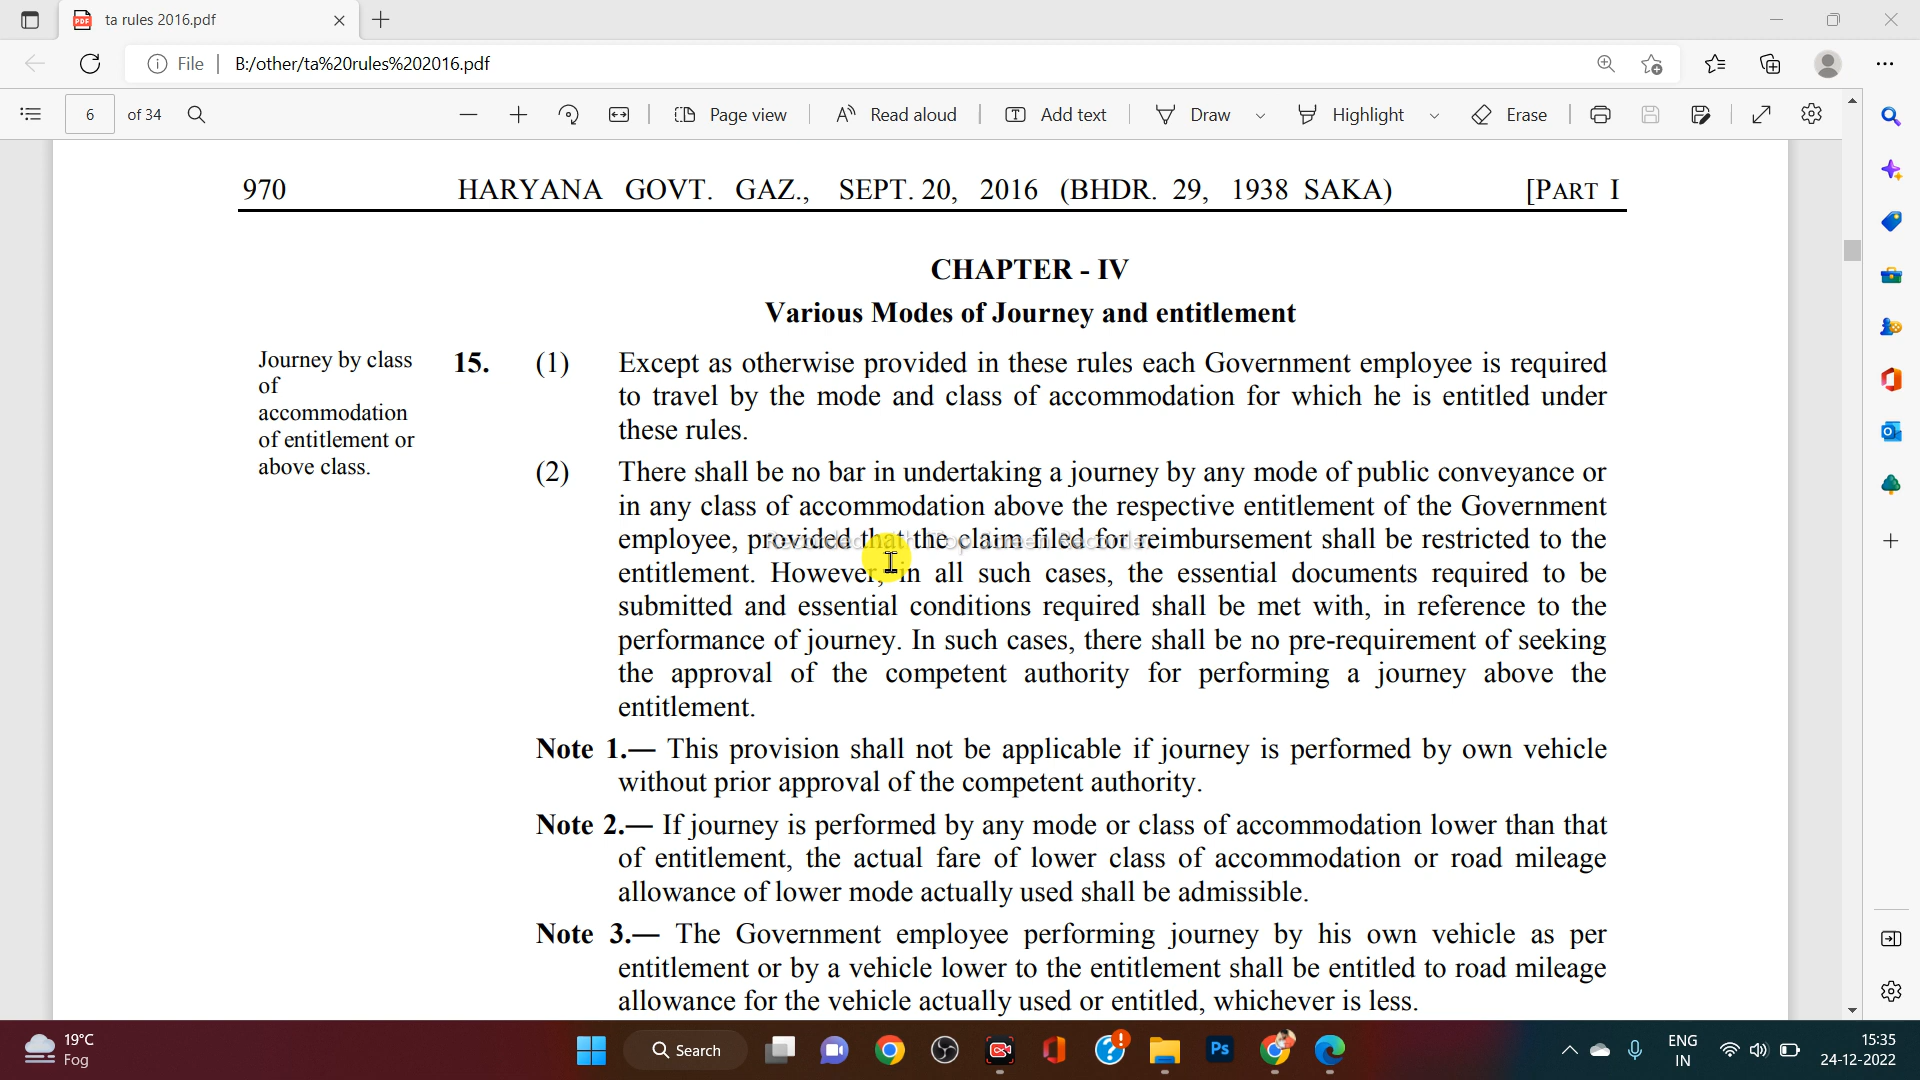 ta rules 2016.pdf
File
B:/other/ta%20rules%202016.pdf
6 of 34
Page view
Read aloud
Add text
Draw
Highlight
Erase
970 HARYANA GOVT. GAZ., SEPT. 20, 2016 (BHDR. 29, 1938 SAKA) [PART I
CHAPTER - IV
Various Modes of Journey and entitlement
Journey by class
of
accommodation
of entitlement or
above class.
15. (1) Except as otherwise provided in these rules each Government employee is required
to travel by the mode and class of accommodation for which he is entitled under
these rules.
(2) There shall be no bar in undertaking a journey by any mode of public conveyance or
in any class of accommodation above the respective entitlement of the Government
employee, provided that the claim filed for reimbursement shall be restricted to the
entitlement. However, in all such cases, the essential documents required to be
submitted and essential conditions required shall be met with, in reference to the
performance of journey. In such cases, there shall be no pre-requirement of seeking
the approval of the competent authority for performing a journey above the
entitlement.
Note 1.— This provision shall not be applicable if journey is performed by own vehicle
without prior approval of the competent authority.
Note 2.— If journey is performed by any mode or class of accommodation lower than that
of entitlement, the actual fare of lower class of accommodation or road mileage
allowance of lower mode actually used shall be admissible.
Note 3.— The Government employee performing journey by his own vehicle as per
entitlement or by a vehicle lower to the entitlement shall be entitled to road mileage
allowance for the vehicle actually used or entitled, whichever is less.
19°C
Fog
Search
Ps
ENG
IN
15:35
24-12-2022